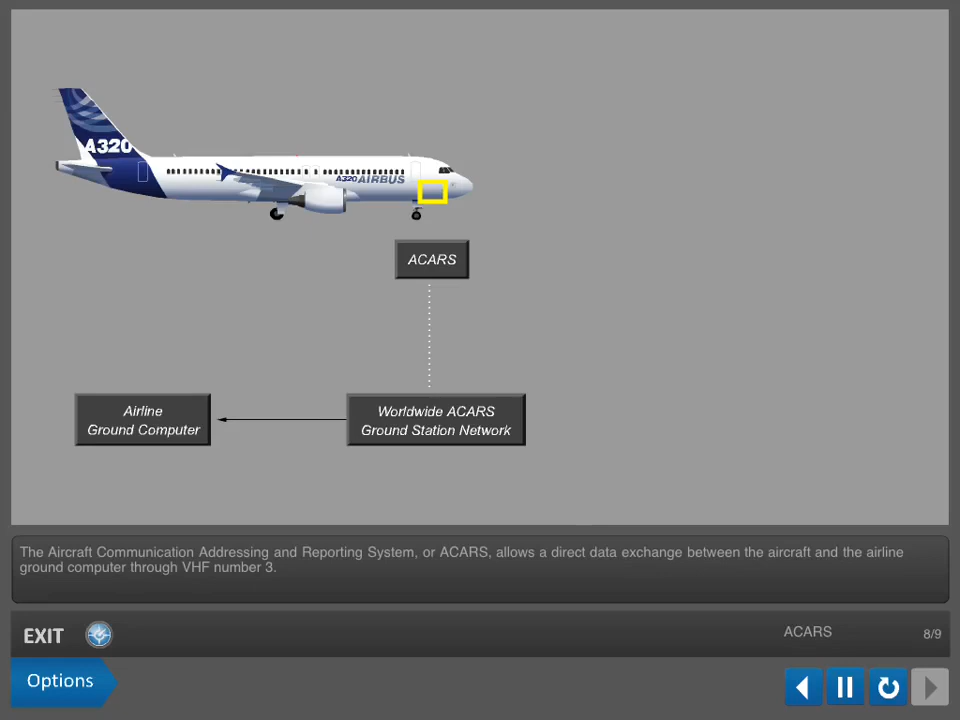 A320
A320 AIRBUS
ACARS
Airline
Ground Computer
Worldwide ACARS
Ground Station Network
The Aircraft Communication Addressing and Reporting System, or ACARS, allows a direct data exchange between the aircraft and the airline
ground computer through VHF number 3.
EXIT
ACARS
8/9
Options